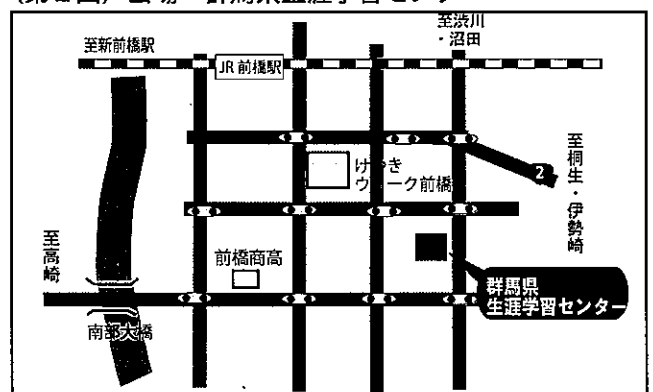 至渋川
・沼田
至新前橋駅
JR 前橋駅
けやき
ウォーク前橋
2
至桐生・伊勢崎
至高崎
前橋商高
群馬県
生涯学習センター
南部大橋